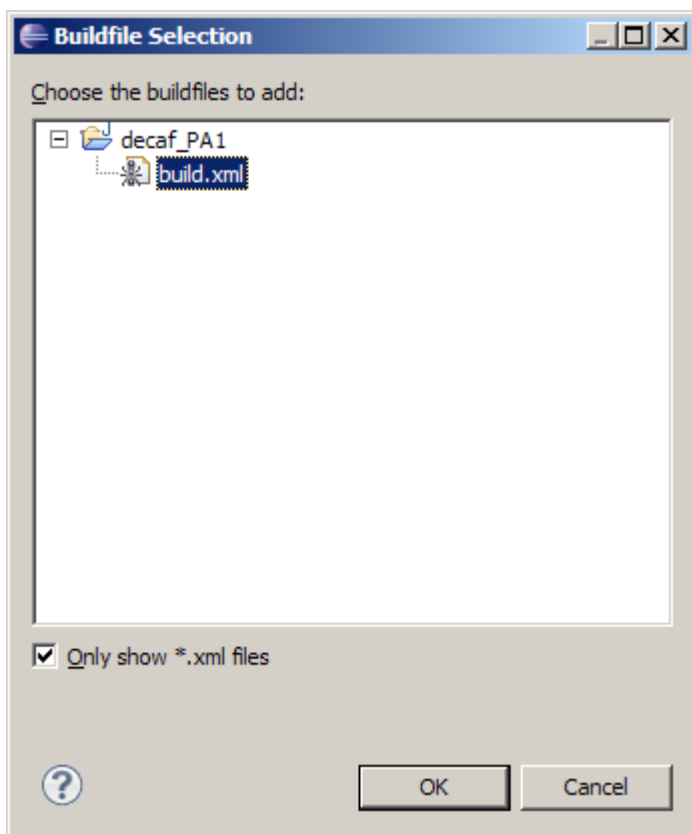 Buildfile Selection
Choose the buildfiles to add:
decaf_PA1
build.xml
Only show *.xml files
?
OK Cancel